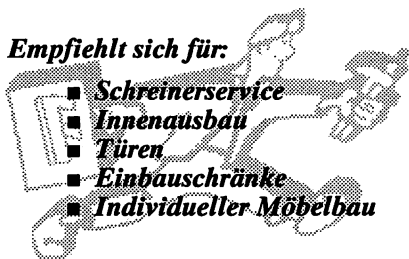 Empfiehlt sich für:
■ Schreinerservice
■ Innenausbau
■ Türen
■ Einbauschränke
■ Individueller Möbelbau